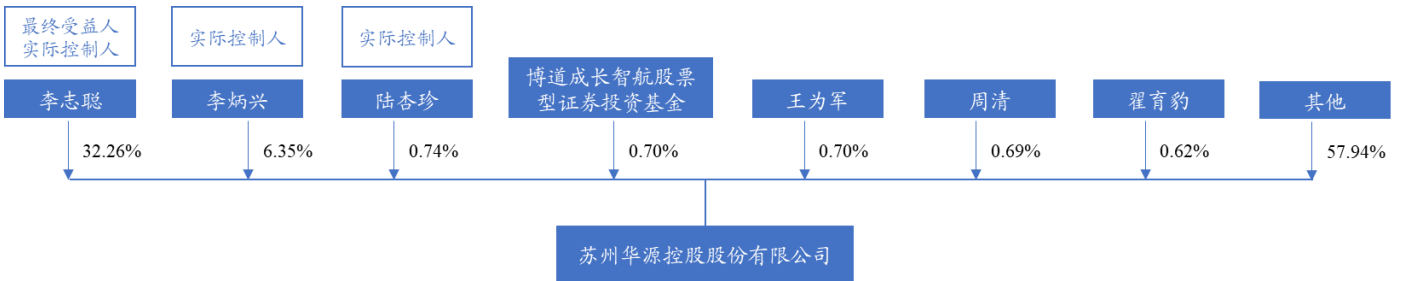 最终受益人
实际控制人
实际控制人
实际控制人
李志聪
李炳兴
陆杏珍
博道成长智航股票
型证券投资基金
王为军
周清
翟育豹
其他
32.26%
6.35%
0.74%
0.70%
0.70%
0.69%
0.62%
57.94%
苏州华源控股股份有限公司